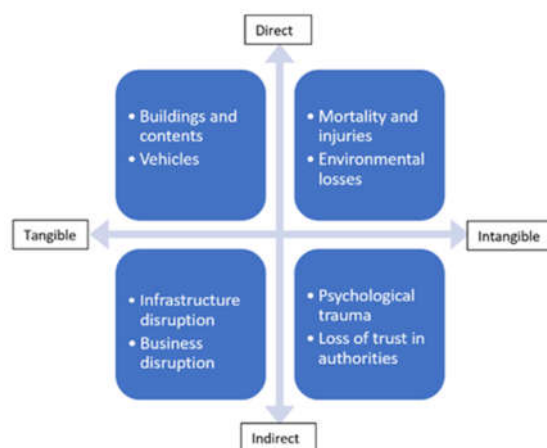 Direct
• Buildings and
contents
• Vehicles
• Mortality and
injuries
• Environmental
losses
Tangible
Intangible
• Infrastructure
disruption
• Business
disruption
• Psychological
trauma
• Loss of trust in
authorities
Indirect